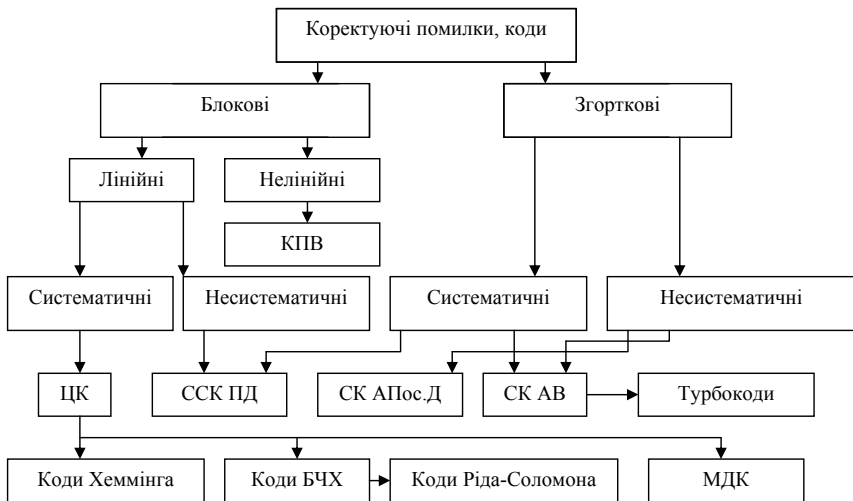 Коректуючі помилки, коди
Блокові
Згорткові
Лінійні
Нелінійні
КПВ
Систематичні
Несистематичні
Систематичні
Несистематичні
ЦК
ССК ПД
СК АПос.Д
СК АВ
Турбокоди
Коди Хеммінга
Коди БЧХ
Коди Ріда-Соломона
МДК